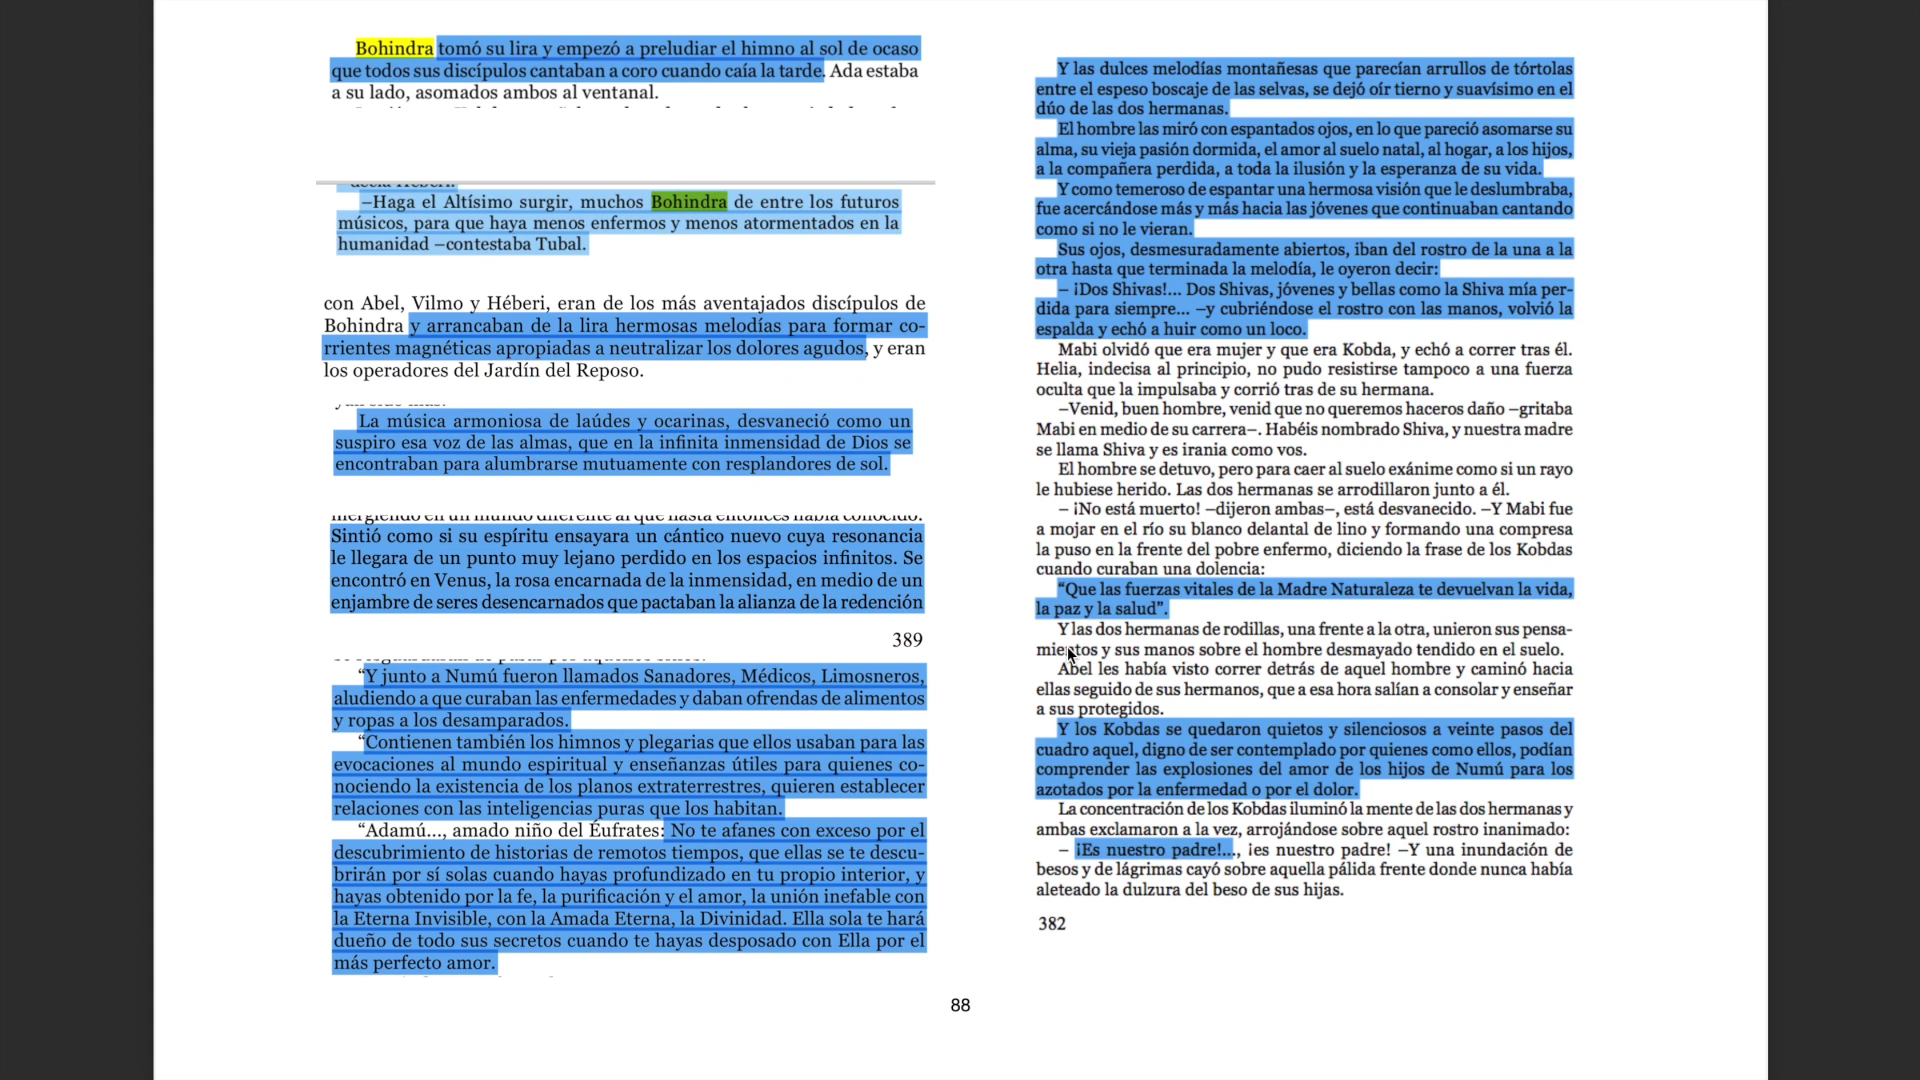 Bohindra tomó su lira y empezó a preludiar el himno al sol de ocaso
que todos sus discípulos cantaban a coro cuando caía la tarde. Ada estaba
a su lado, asomados ambos al ventanal.
decía Héberi.
–Haga el Altísimo surgir, muchos Bohindra de entre los futuros
músicos, para que haya menos enfermos y menos atormentados en la
humanidad –contestaba Tubal.
con Abel, Vilmo y Héberi, eran de los más aventajados discípulos de
Bohindra y arrancaban de la lira hermosas melodías para formar co-
rrientes magnéticas apropiadas a neutralizar los dolores agudos, y eran
los operadores del Jardín del Reposo.
La música armoniosa de laúdes y ocarinas, desvaneció como un
suspiro esa voz de las almas, que en la infinita inmensidad de Dios se
encontraban para alumbrarse mutuamente con resplandores de sol.
mergiendo en un mundo diferente al que hasta entonces había conocido.
Sintió como si su espíritu ensayara un cántico nuevo cuya resonancia
le llegara de un punto muy lejano perdido en los espacios infinitos. Se
encontró en Venus, la rosa encarnada de la inmensidad, en medio de un
enjambre de seres desencarnados que pactaban la alianza de la redención
389
“Y junto a Numú fueron llamados Sanadores, Médicos, Limosneros,
aludiendo a que curaban las enfermedades y daban ofrendas de alimentos
y ropas a los desamparados.
“Contienen también los himnos y plegarias que ellos usaban para las
evocaciones al mundo espiritual y enseñanzas útiles para quienes co-
nociendo la existencia de los planos extraterrestres, quieren establecer
relaciones con las inteligencias puras que los habitan.
“Adamú..., amado niño del Éufrates: No te afanes con exceso por el
descubrimiento de historias de remotos tiempos, que ellas se te descu-
brirán por sí solas cuando hayas profundizado en tu propio interior, y
hayas obtenido por la fe, la purificación y el amor, la unión inefable con
la Eterna Invisible, con la Amada Eterna, la Divinidad. Ella sola te hará
dueño de todo sus secretos cuando te hayas desposado con Ella por el
más perfecto amor.
Y las dulces melodías montañesas que parecían arrullos de tórtolas
entre el espeso boscaje de las selvas, se dejó oír tierno y suavísimo en el
dúo de las dos hermanas.
El hombre las miró con espantados ojos, en lo que pareció asomarse su
alma, su vieja pasión dormida, el amor al suelo natal, al hogar, a los hijos,
a la compañera perdida, a toda la ilusión y la esperanza de su vida.
Y como temeroso de espantar una hermosa visión que le deslumbraba,
fue acercándose más y más hacia las jóvenes que continuaban cantando
como si no le vieran.
Sus ojos, desmesuradamente abiertos, iban del rostro de la una a la
otra hasta que terminada la melodía, le oyeron decir:
– ¡Dos Shivas!... Dos Shivas, jóvenes y bellas como la Shiva mía per-
dida para siempre... –y cubriéndose el rostro con las manos, volvió la
espalda y echó a huir como un loco.
Mabi olvidó que era mujer y que era Kobda, y echó a correr tras él.
Helia, indecisa al principio, no pudo resistirse tampoco a una fuerza
oculta que la impulsaba y corrió tras de su hermana.
–Venid, buen hombre, venid que no queremos haceros daño –gritaba
Mabi en medio de su carrera–. Habéis nombrado Shiva, y nuestra madre
se llama Shiva y es irania como vos.
El hombre se detuvo, pero para caer al suelo exánime como si un rayo
le hubiese herido. Las dos hermanas se arrodillaron junto a él.
– ¡No está muerto! –dijeron ambas–, está desvanecido. –Y Mabi fue
a mojar en el río su blanco delantal de lino y formando una compresa
la puso en la frente del pobre enfermo, diciendo la frase de los Kobdas
cuando curaban una dolencia:
“Que las fuerzas vitales de la Madre Naturaleza te devuelvan la vida,
la paz y la salud”.
Y las dos hermanas de rodillas, una frente a la otra, unieron sus pensa-
mientos y sus manos sobre el hombre desmayado tendido en el suelo.
Abel les había visto correr detrás de aquel hombre y caminó hacia
ellas seguido de sus hermanos, que a esa hora salían a consolar y enseñar
a sus protegidos.
Y los Kobdas se quedaron quietos y silenciosos a veinte pasos del
cuadro aquel, digno de ser contemplado por quienes como ellos, podían
comprender las explosiones del amor de los hijos de Numú para los
azotados por la enfermedad o por el dolor.
La concentración de los Kobdas iluminó la mente de las dos hermanas y
ambas exclamaron a la vez, arrojándose sobre aquel rostro inanimado:
– ¡Es nuestro padre!..., ¡es nuestro padre! –Y una inundación de
besos y de lágrimas cayó sobre aquella pálida frente donde nunca había
aleteado la dulzura del beso de sus hijas.
382
88